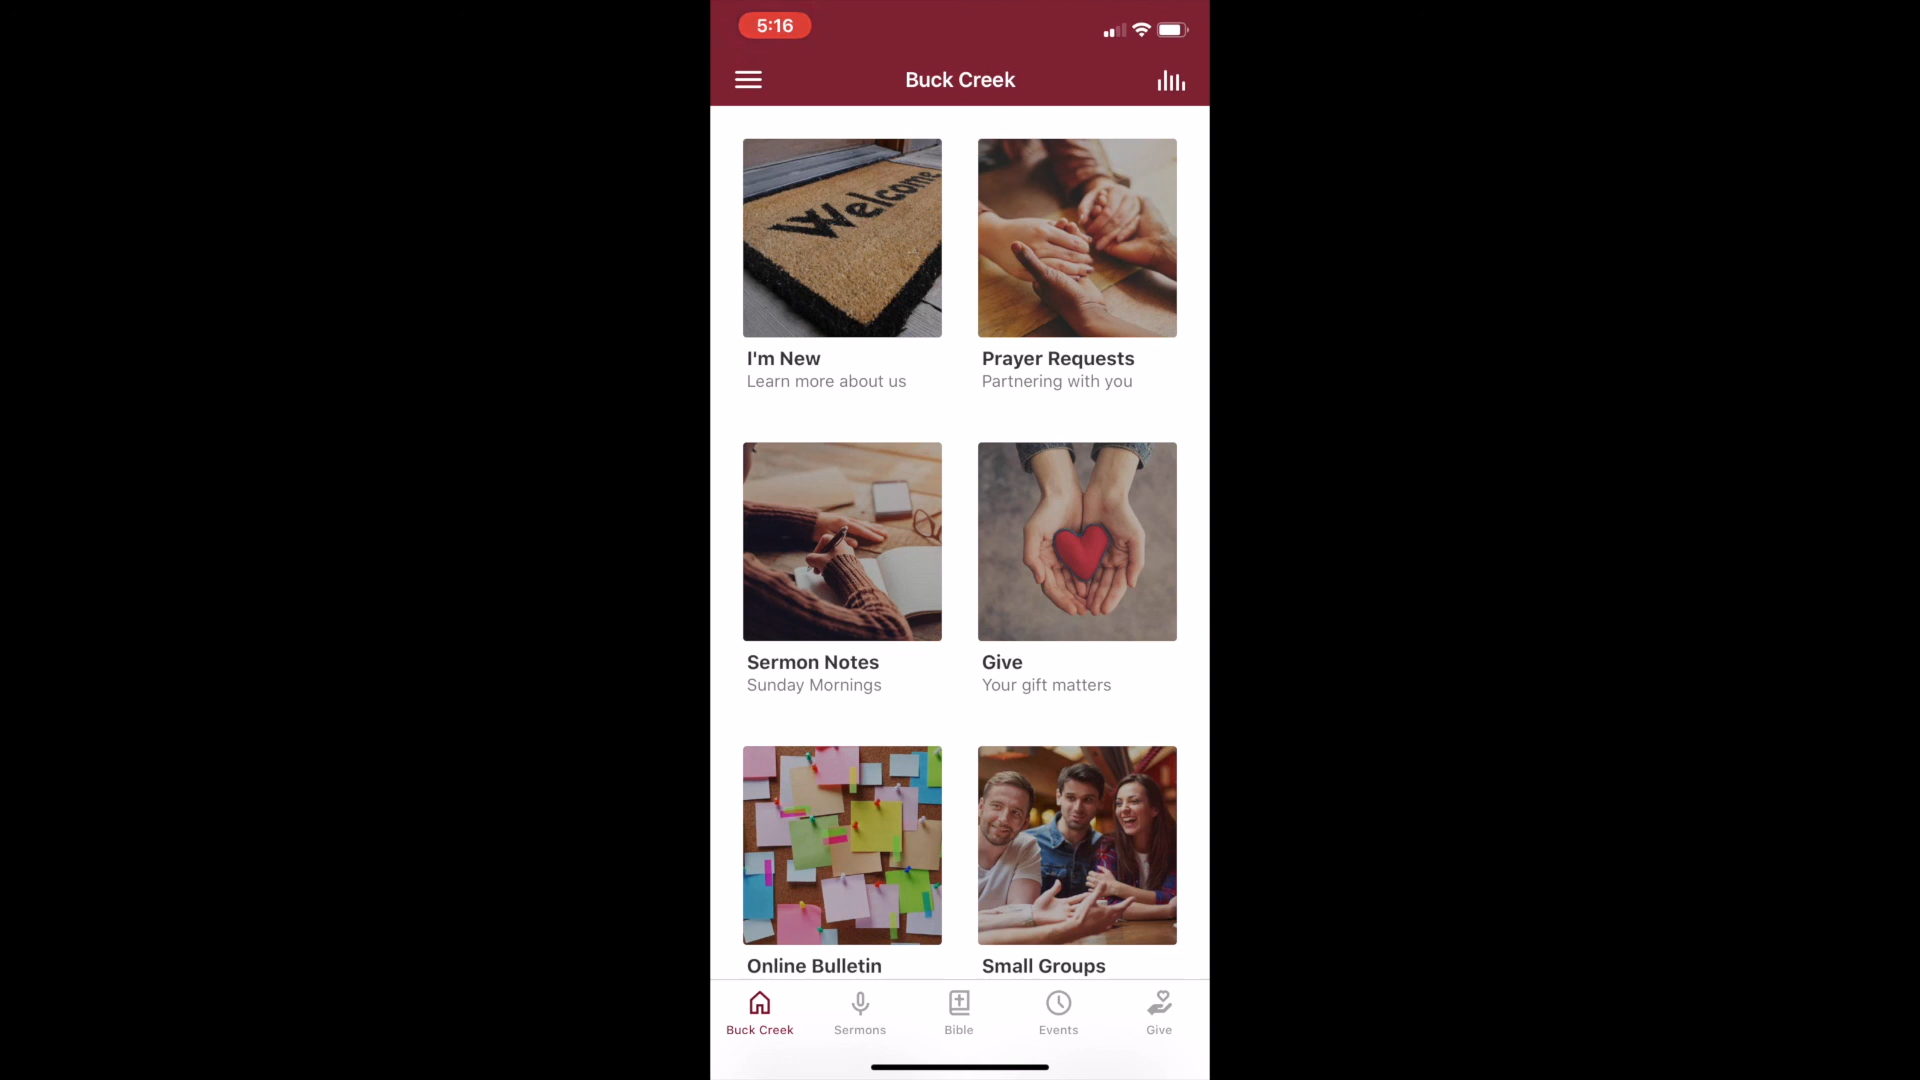 5:16
Buck Creek
Welcome
I'm New
Learn more about us
Prayer Requests
Partnering with you
Sermon Notes
Sunday Mornings
Give
Your gift matters
Online Bulletin
Small Groups
Buck Creek
Sermons
Bible
Events
Give